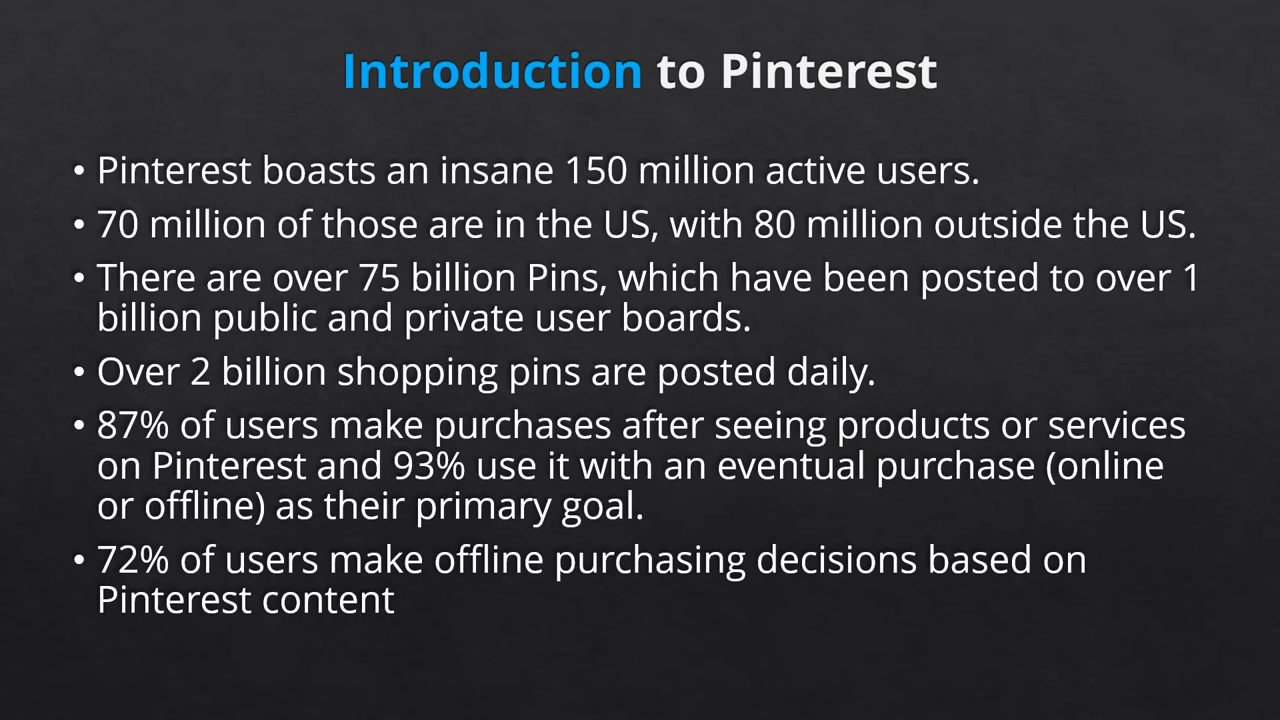 Introduction to Pinterest
• Pinterest boasts an insane 150 million active users.
• 70 million of those are in the US, with 80 million outside the US.
• There are over 75 billion Pins, which have been posted to over 1
billion public and private user boards.
• Over 2 billion shopping pins are posted daily.
• 87% of users make purchases after seeing products or services
on Pinterest and 93% use it with an eventual purchase (online
or offline) as their primary goal.
• 72% of users make offline purchasing decisions based on
Pinterest content